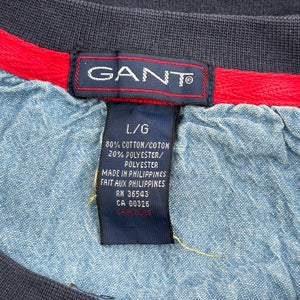 GANT®
L/G
80% COTTON/COTON
20% POLYESTER/
POLYESTER
MADE IN PHILIPPINES
FAIT AUX PHILIPPINES
RN 36543
CA 00326